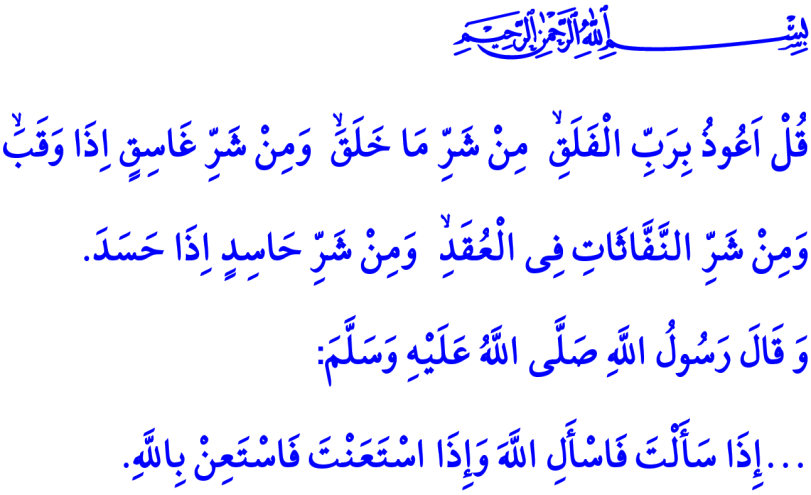 بِسْمِ اللّٰهِ الرَّحْمٰنِ الرَّحِيمِ
قُلْ اَعُوذُ بِرَبِّ الْفَلَقِۙ مِنْ شَرِّ مَا خَلَقَۙ وَمِنْ شَرِّ غَاسِقٍ اِذَا وَقَبَۙ
وَمِنْ شَرِّ النَّفَّاثَاتِ فِى الْعُقَدِۙ وَمِنْ شَرِّ حَاسِدٍ اِذَا حَسَدَ.
وَ قَالَ رَسُولُ اللَّهِ صَلَّى اللَّهُ عَلَيْهِ وَسَلَّمَ:
...إِذَا سَأَلْتَ فَاسْأَلِ اللَّهَ وَإِذَا اسْتَعَنْتَ فَاسْتَعِنْ بِاللَّهِ.